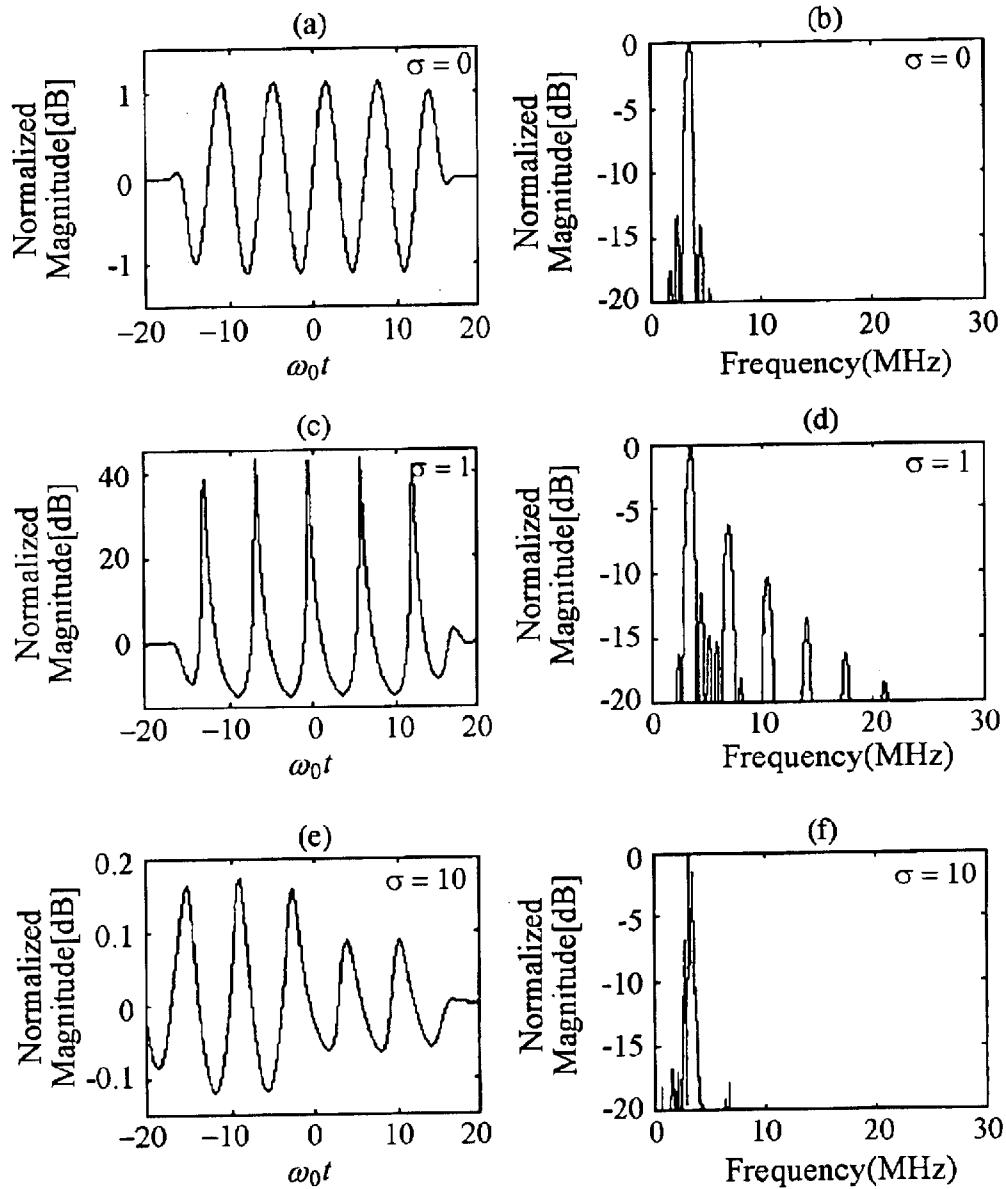 (a)
Normalized
Magnitude[dB]
1
0
-1
σ = 0
−20 −10 0 10 20
ω₀t
(b)
Normalized
Magnitude[dB]
0
-5
-10
-15
-20
σ = 0
0 10 20 30
Frequency(MHz)
(c)
Normalized
Magnitude[dB]
40
20
0
σ = 1
−20 −10 0 10 20
ω₀t
(d)
Normalized
Magnitude[dB]
0
-5
-10
-15
-20
σ = 1
0 10 20 30
Frequency(MHz)
(e)
Normalized
Magnitude[dB]
0.2
0.1
0
-0.1
σ = 10
−20 −10 0 10 20
ω₀t
(f)
Normalized
Magnitude[dB]
0
-5
-10
-15
-20
σ = 10
0 10 20 30
Frequency(MHz)